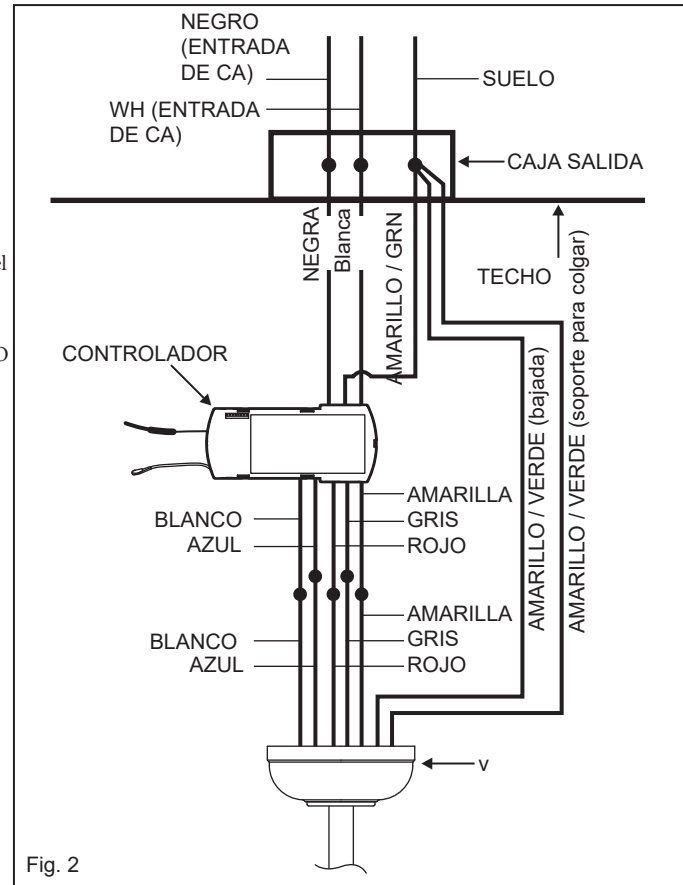 NEGRO
(ENTRADA
DE CA)
SUELO
WH (ENTRADA
DE CA)
CAJA SALIDA
NEGRA
Blanca
AMARILLO / GRN
TECHO
el
O
CONTROLADOR
AMARILLO / VERDE (bajada)
AMARILLO / VERDE (soporte para colgar)
AMARILLA
BLANCO
GRIS
AZUL
ROJO
AMARILLA
BLANCO
GRIS
AZUL
ROJO
v
Fig. 2